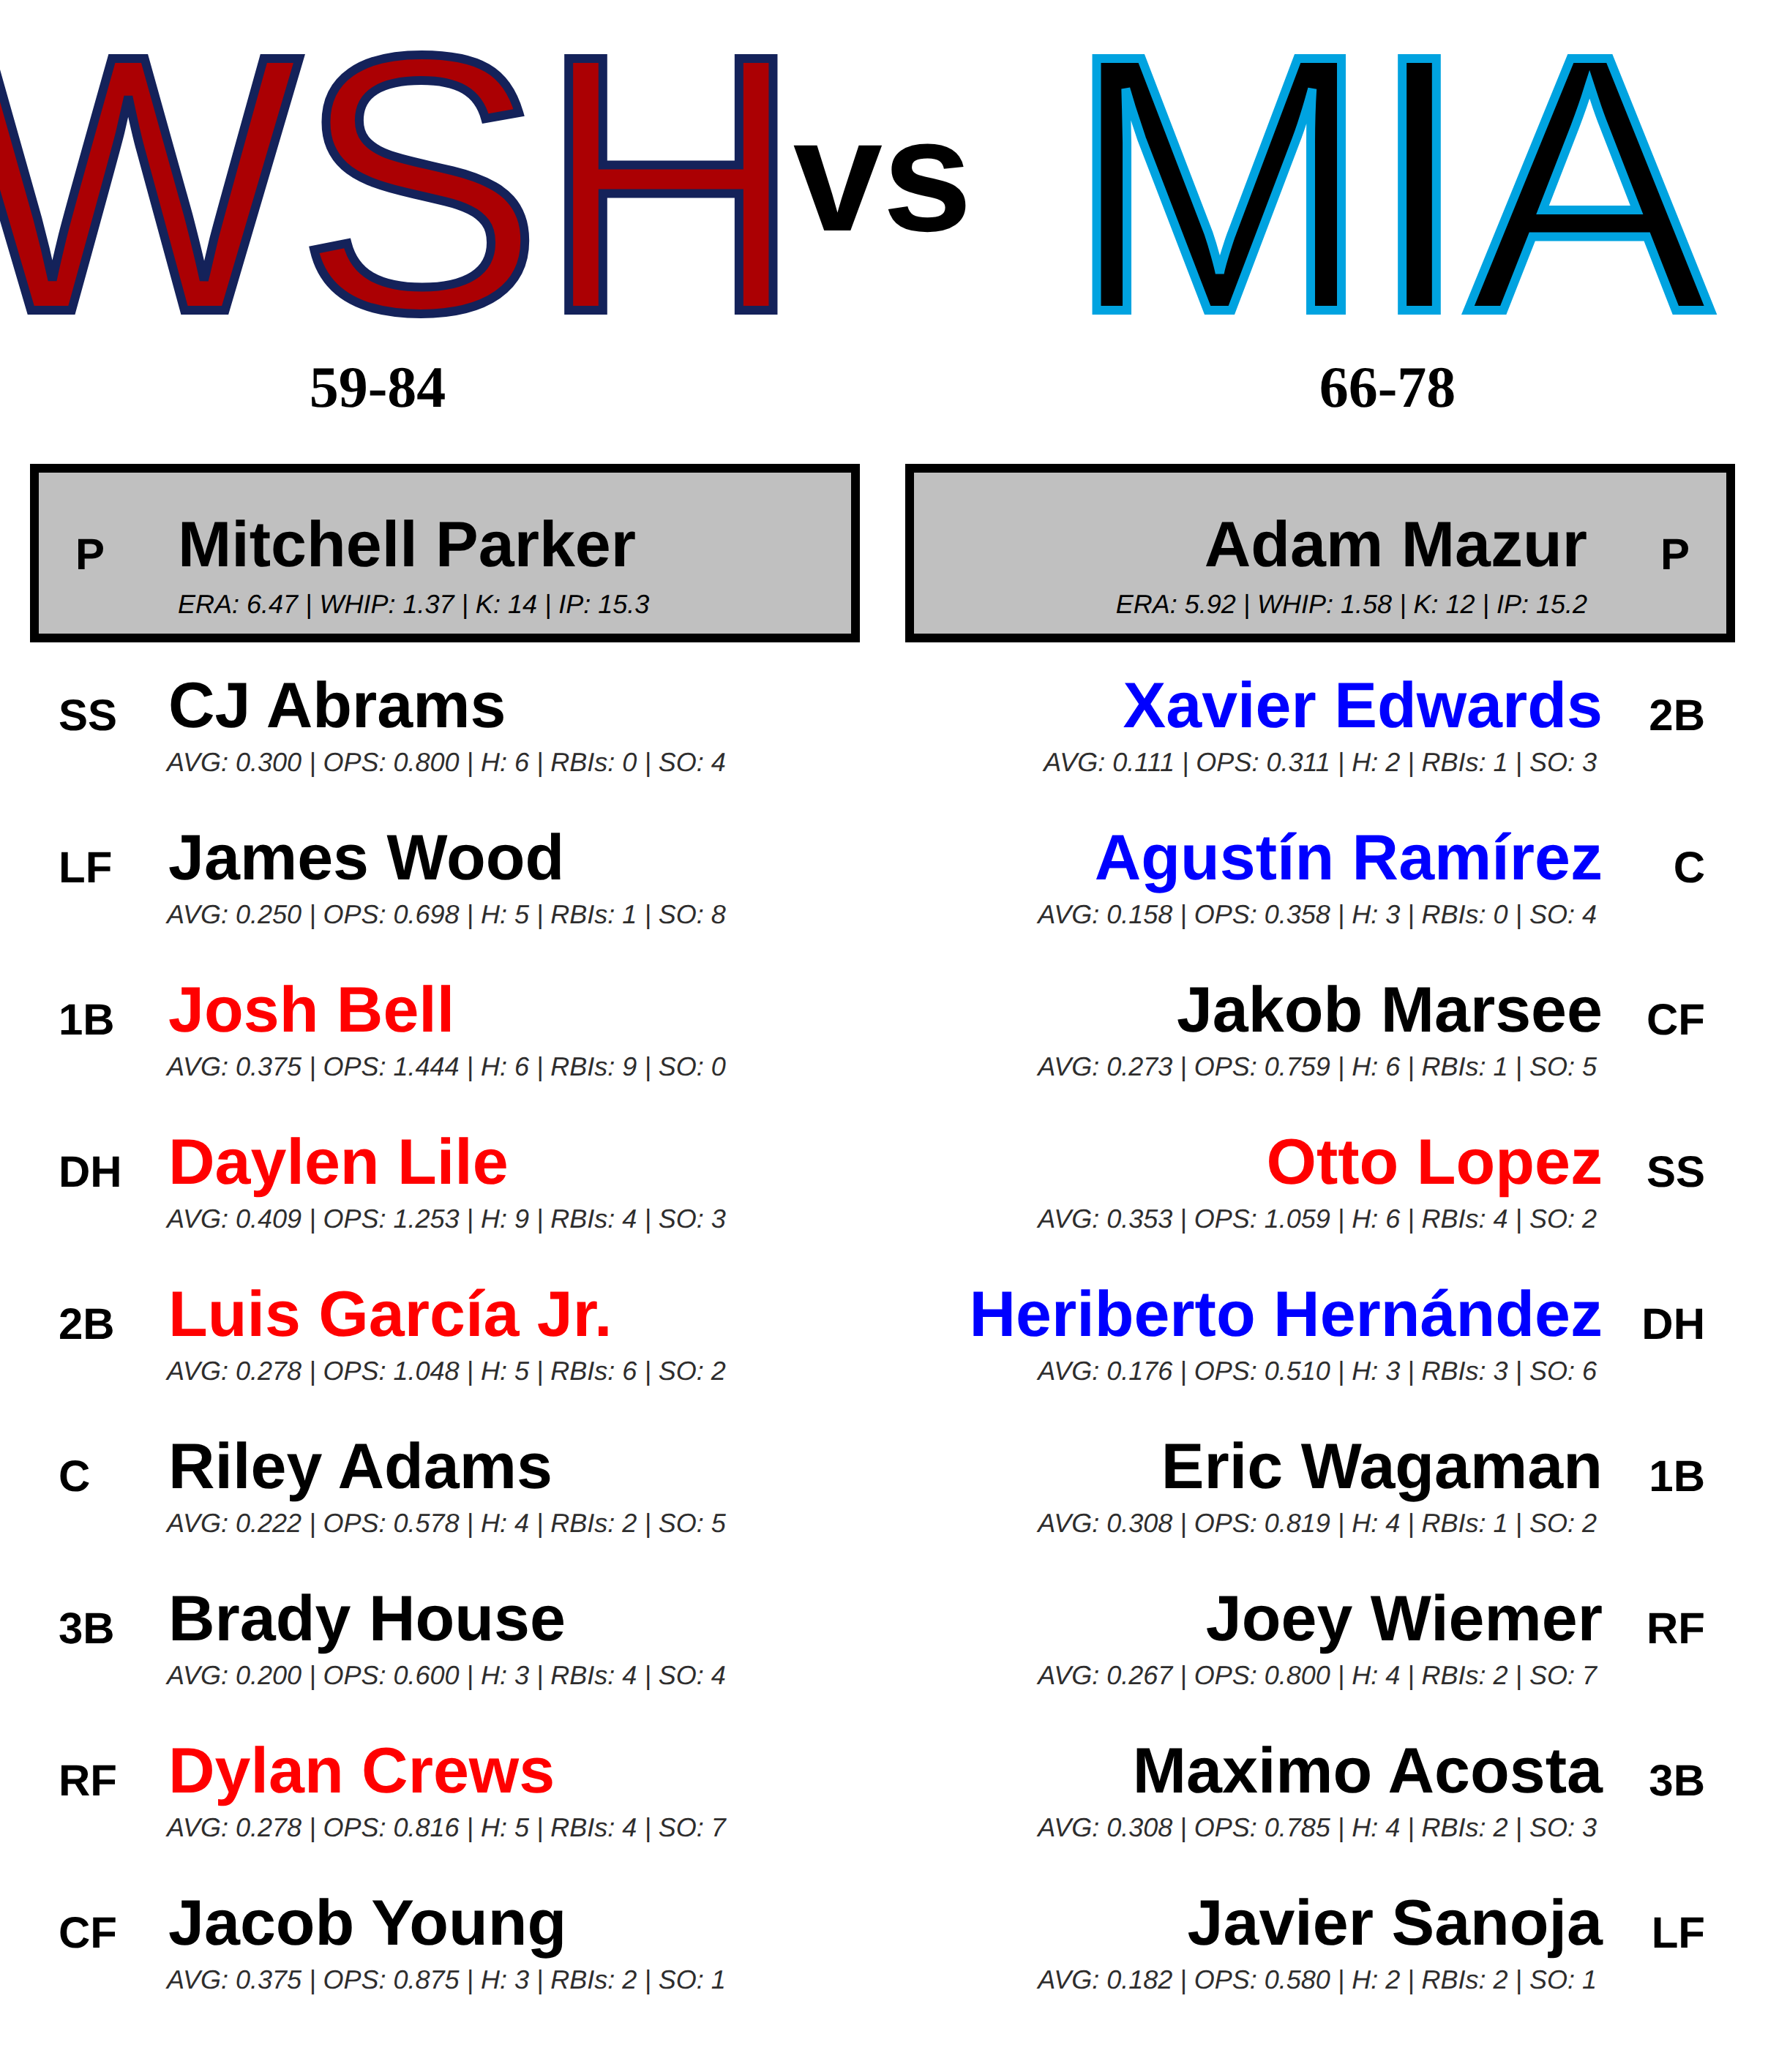 WSH vs MIA
59-84 66-78
P Mitchell Parker
ERA: 6.47 | WHIP: 1.37 | K: 14 | IP: 15.3
Adam Mazur P
ERA: 5.92 | WHIP: 1.58 | K: 12 | IP: 15.2
SS CJ Abrams
AVG: 0.300 | OPS: 0.800 | H: 6 | RBIs: 0 | SO: 4
LF James Wood
AVG: 0.250 | OPS: 0.698 | H: 5 | RBIs: 1 | SO: 8
1B Josh Bell
AVG: 0.375 | OPS: 1.444 | H: 6 | RBIs: 9 | SO: 0
DH Daylen Lile
AVG: 0.409 | OPS: 1.253 | H: 9 | RBIs: 4 | SO: 3
2B Luis García Jr.
AVG: 0.278 | OPS: 1.048 | H: 5 | RBIs: 6 | SO: 2
C Riley Adams
AVG: 0.222 | OPS: 0.578 | H: 4 | RBIs: 2 | SO: 5
3B Brady House
AVG: 0.200 | OPS: 0.600 | H: 3 | RBIs: 4 | SO: 4
RF Dylan Crews
AVG: 0.278 | OPS: 0.816 | H: 5 | RBIs: 4 | SO: 7
CF Jacob Young
AVG: 0.375 | OPS: 0.875 | H: 3 | RBIs: 2 | SO: 1
Xavier Edwards 2B
AVG: 0.111 | OPS: 0.311 | H: 2 | RBIs: 1 | SO: 3
Agustín Ramírez C
AVG: 0.158 | OPS: 0.358 | H: 3 | RBIs: 0 | SO: 4
Jakob Marsee CF
AVG: 0.273 | OPS: 0.759 | H: 6 | RBIs: 1 | SO: 5
Otto Lopez SS
AVG: 0.353 | OPS: 1.059 | H: 6 | RBIs: 4 | SO: 2
Heriberto Hernández DH
AVG: 0.176 | OPS: 0.510 | H: 3 | RBIs: 3 | SO: 6
Eric Wagaman 1B
AVG: 0.308 | OPS: 0.819 | H: 4 | RBIs: 1 | SO: 2
Joey Wiemer RF
AVG: 0.267 | OPS: 0.800 | H: 4 | RBIs: 2 | SO: 7
Maximo Acosta 3B
AVG: 0.308 | OPS: 0.785 | H: 4 | RBIs: 2 | SO: 3
Javier Sanoja LF
AVG: 0.182 | OPS: 0.580 | H: 2 | RBIs: 2 | SO: 1